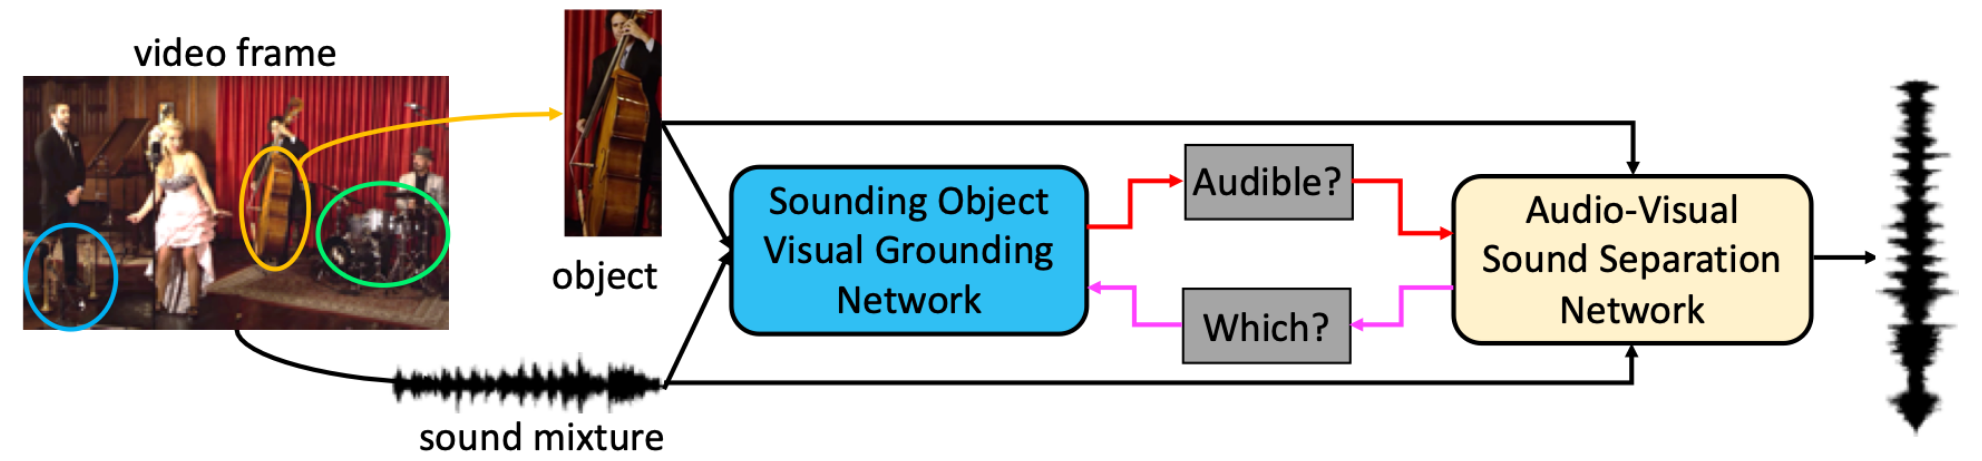 video frame
object
sound mixture
Sounding Object
Visual Grounding
Network
Audible?
Which?
Audio-Visual
Sound Separation
Network